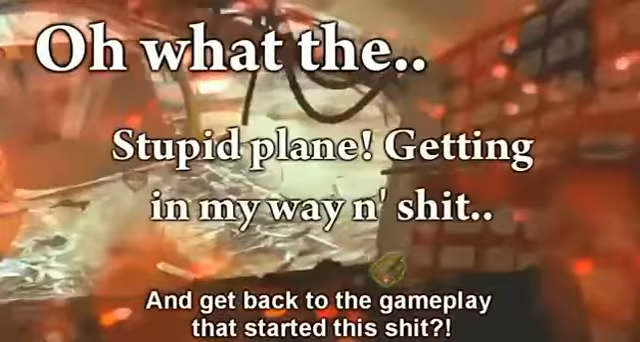 Oh what the..
Stupid plane! Getting
in my way n' shit..
And get back to the gameplay
that started this shit?!